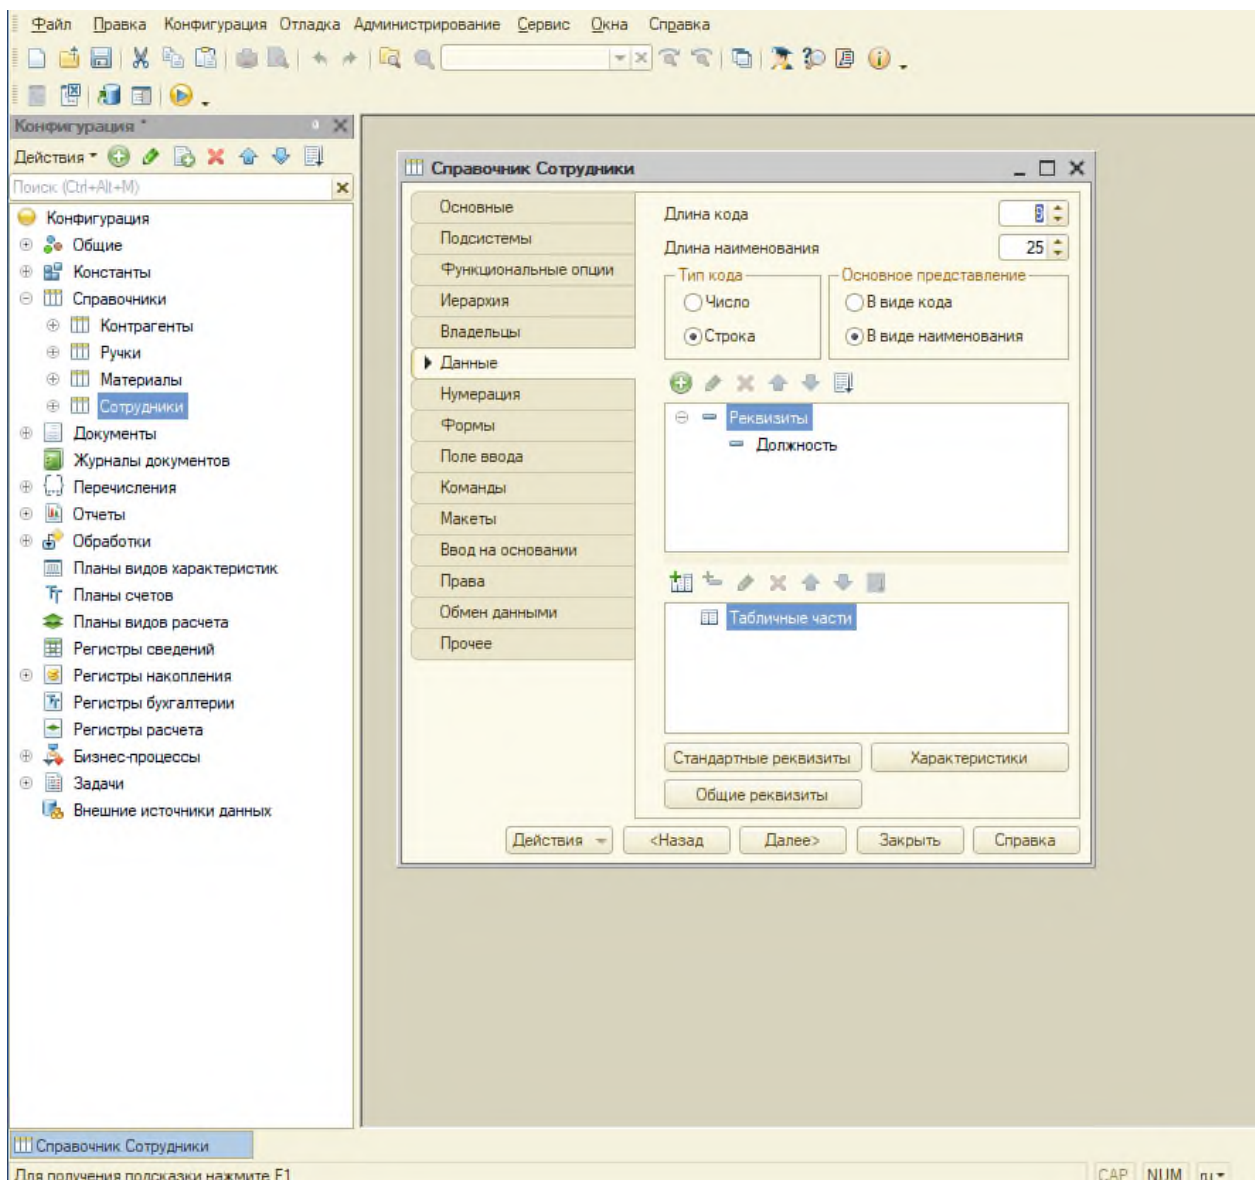 Файл Правка Конфигурация Отладка Администрирование Сервис Окна Справка
Конфигурация *
Действия
Поиск (Ctrl+Alt+M)
Конфигурация
Общие
Константы
Справочники
Контрагенты
Ручки
Материалы
Сотрудники
Документы
Журналы документов
Перечисления
Отчеты
Обработки
Планы видов характеристик
Планы счетов
Планы видов расчета
Регистры сведений
Регистры накопления
Регистры бухгалтерии
Регистры расчета
Бизнес-процессы
Задачи
Внешние источники данных
Справочник Сотрудники
Основные
Подсистемы
Функциональные опции
Иерархия
Владельцы
Данные
Нумерация
Формы
Поле ввода
Команды
Макеты
Ввод на основании
Права
Обмен данными
Прочее
Длина кода 9
Длина наименования 25
Тип кода
Число
Строка
Основное представление
В виде кода
В виде наименования
Реквизиты
Должность
Табличные части
Стандартные реквизиты Характеристики
Общие реквизиты
Действия <Назад Далее> Закрыть Справка
Справочник Сотрудники
Для получения подсказки нажмите F1 CAP NUM ru